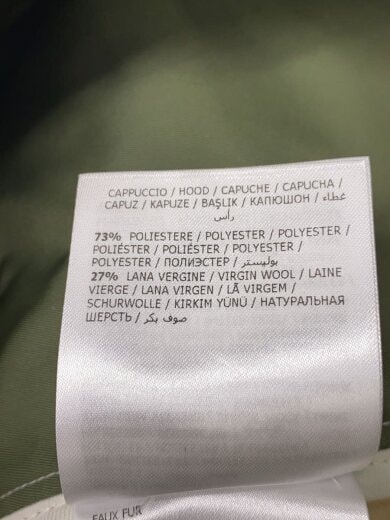 CAPPUCCIO / HOOD / CAPUCHE / CAPUCHA /
CAPUZ / KAPUZE / BAŞLIK / КАПЮШОН / غطاء
رأس
73% POLIESTERE / POLYESTER / POLYESTER /
POLIÉSTER / POLIÉSTER / POLYESTER /
POLYESTER / ПОЛИЭСТЕР / بوليستر
27% LANA VERGINE / VIRGIN WOOL / LAINE
VIERGE / LANA VIRGEN / LÃ VIRGEM /
SCHURWOLLE / KIRKIM YÜNÜ / НАТУРАЛЬНАЯ
ШЕРСТЬ / صوف بكر
FAUX FUR